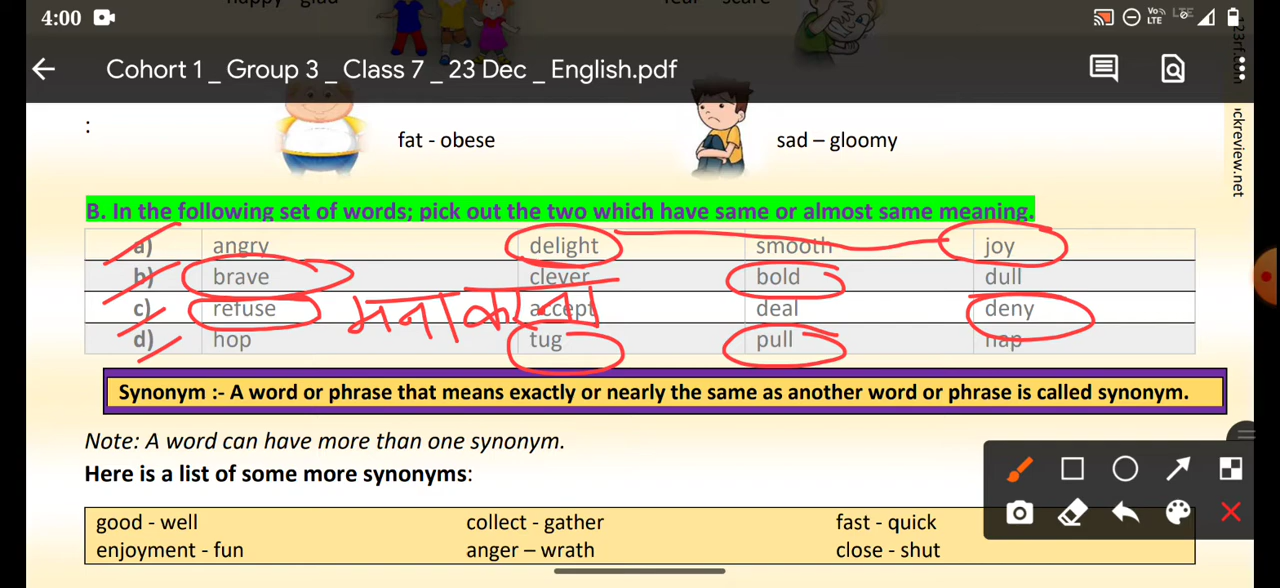 4:00
Cohort 1 _ Group 3 _ Class 7 _ 23 Dec _ English.pdf
:
fat - obese
sad – gloomy
B. In the following set of words; pick out the two which have same or almost same meaning.
a) angry delight smooth joy
b) brave clever bold dull
c) refuse accept deal deny
मना करना
d) hop tug pull nap
Synonym :- A word or phrase that means exactly or nearly the same as another word or phrase is called synonym.
Note: A word can have more than one synonym.
Here is a list of some more synonyms:
good - well collect - gather fast - quick
enjoyment - fun anger – wrath close - shut
ckreview.net